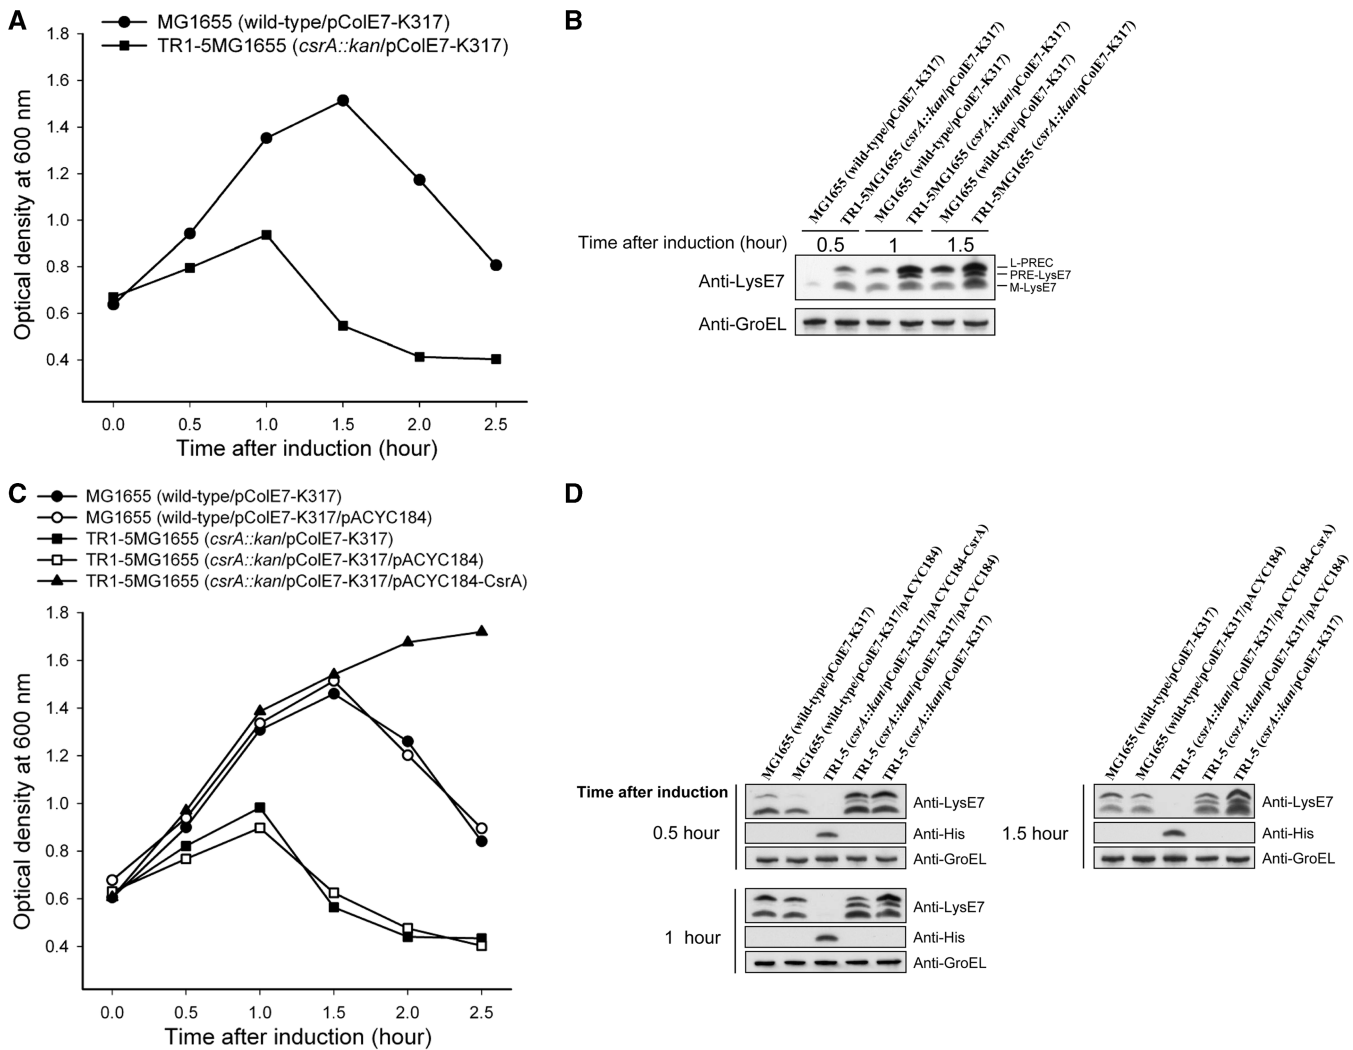 A
MG1655 (wild-type/pColE7-K317)
TR1-5MG1655 (csrA::kan/pColE7-K317)
Optical density at 600 nm
1.8
1.6
1.4
1.2
1.0
0.8
0.6
0.4
0.0 0.5 1.0 1.5 2.0 2.5
Time after induction (hour)
B
MG1655 (wild-type/pColE7-K317)
TR1-5MG1655 (csrA::kan/pColE7-K317)
MG1655 (wild-type/pColE7-K317)
TR1-5MG1655 (csrA::kan/pColE7-K317)
MG1655 (wild-type/pColE7-K317)
TR1-5MG1655 (csrA::kan/pColE7-K317)
Time after induction (hour) 0.5 1 1.5
Anti-LysE7
L-PREC
PRE-LysE7
M-LysE7
Anti-GroEL
C
MG1655 (wild-type/pColE7-K317)
MG1655 (wild-type/pColE7-K317/pACYC184)
TR1-5MG1655 (csrA::kan/pColE7-K317)
TR1-5MG1655 (csrA::kan/pColE7-K317/pACYC184)
TR1-5MG1655 (csrA::kan/pColE7-K317/pACYC184-CsrA)
Optical density at 600 nm
1.8
1.6
1.4
1.2
1.0
0.8
0.6
0.4
0.0 0.5 1.0 1.5 2.0 2.5
Time after induction (hour)
D
MG1655 (wild-type/pColE7-K317)
MG1655 (wild-type/pColE7-K317/pACYC184)
TR1-5 (csrA::kan/pColE7-K317/pACYC184-CsrA)
TR1-5 (csrA::kan/pColE7-K317/pACYC184)
TR1-5 (csrA::kan/pColE7-K317)
Time after induction
0.5 hour
Anti-LysE7
Anti-His
Anti-GroEL
1 hour
Anti-LysE7
Anti-His
Anti-GroEL
MG1655 (wild-type/pColE7-K317)
MG1655 (wild-type/pColE7-K317/pACYC184)
TR1-5 (csrA::kan/pColE7-K317/pACYC184-CsrA)
TR1-5 (csrA::kan/pColE7-K317/pACYC184)
TR1-5 (csrA::kan/pColE7-K317)
1.5 hour
Anti-LysE7
Anti-His
Anti-GroEL